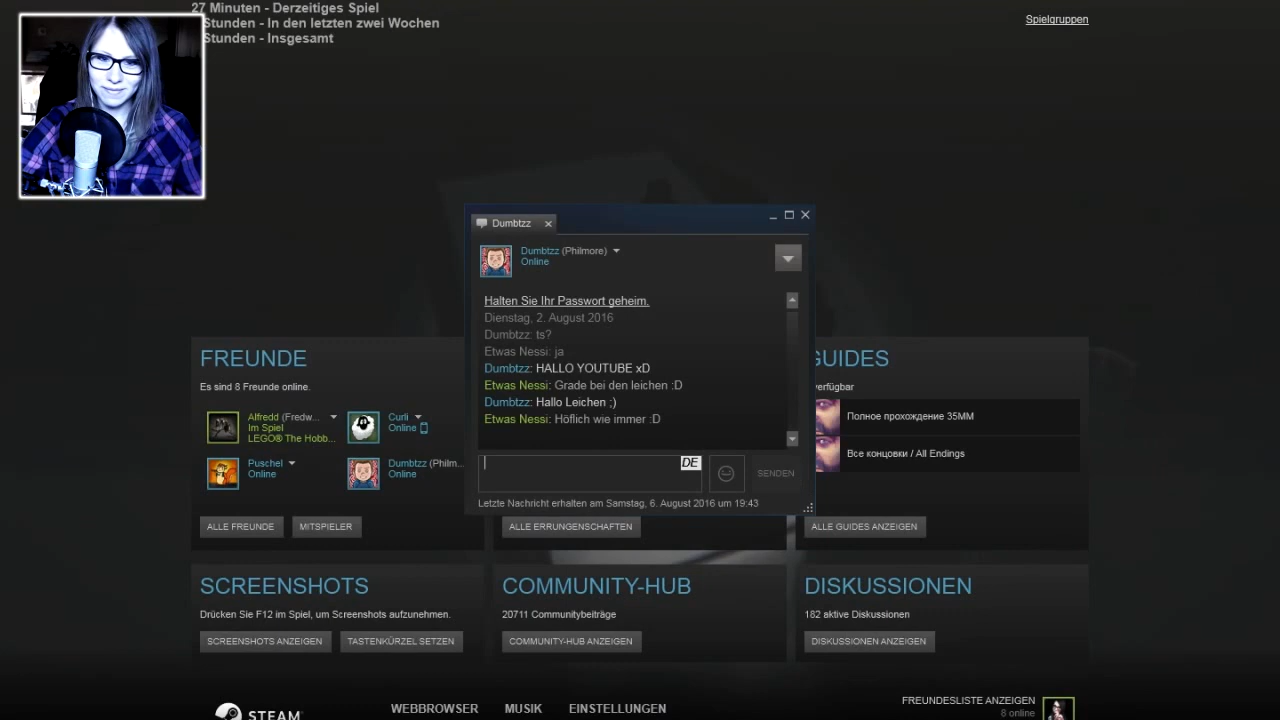 27 Minuten - Derzeitiges Spiel
Stunden - In den letzten zwei Wochen
Stunden - Insgesamt
Spielgruppen
Dumbtzz
Dumbtzz (Philmore)
Online
Halten Sie Ihr Passwort geheim.
Dienstag, 2. August 2016
Dumbtzz: ts?
Etwas Nessi: ja
Dumbtzz: HALLO YOUTUBE xD
Etwas Nessi: Grade bei den leichen :D
Dumbtzz: Hallo Leichen ;)
Etwas Nessi: Höflich wie immer :D
DE
SENDEN
Letzte Nachricht erhalten am Samstag, 6. August 2016 um 19:43
FREUNDE
Es sind 8 Freunde online.
Alfredd (Fredw...
Im Spiel
LEGO® The Hobb...
Curli
Online
Puschel
Online
Dumbtzz (Philm...
Online
ALLE FREUNDE
MITSPIELER
ALLE ERRUNGENSCHAFTEN
GUIDES
verfügbar
Полное прохождение 35MM
Все концовки / All Endings
ALLE GUIDES ANZEIGEN
SCREENSHOTS
Drücken Sie F12 im Spiel, um Screenshots aufzunehmen.
SCREENSHOTS ANZEIGEN
TASTENKÜRZEL SETZEN
COMMUNITY-HUB
20711 Communitybeiträge
COMMUNITY-HUB ANZEIGEN
DISKUSSIONEN
182 aktive Diskussionen
DISKUSSIONEN ANZEIGEN
STEAM
WEBBROWSER
MUSIK
EINSTELLUNGEN
FREUNDESLISTE ANZEIGEN
8 online